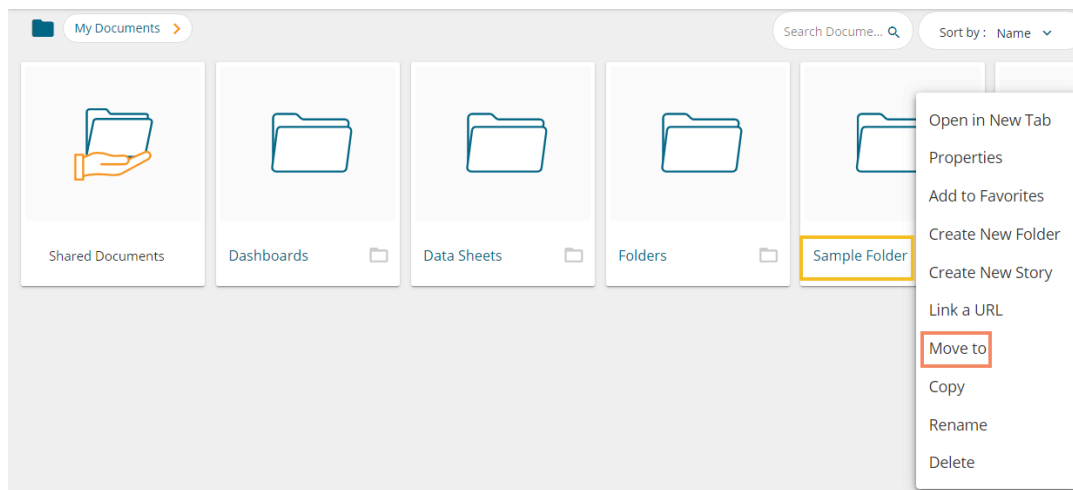 My Documents
Search Docume...
Sort by : Name
Shared Documents
Dashboards
Data Sheets
Folders
Sample Folder
Open in New Tab
Properties
Add to Favorites
Create New Folder
Create New Story
Link a URL
Move to
Copy
Rename
Delete